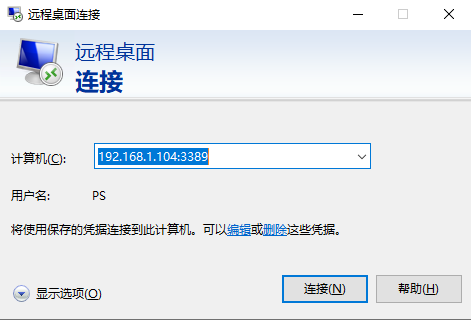 远程桌面连接
远程桌面
连接
计算机(C): 192.168.1.104:3389
用户名: PS
将使用保存的凭据连接到此计算机。可以编辑或删除这些凭据。
显示选项(O) 连接(N) 帮助(H)